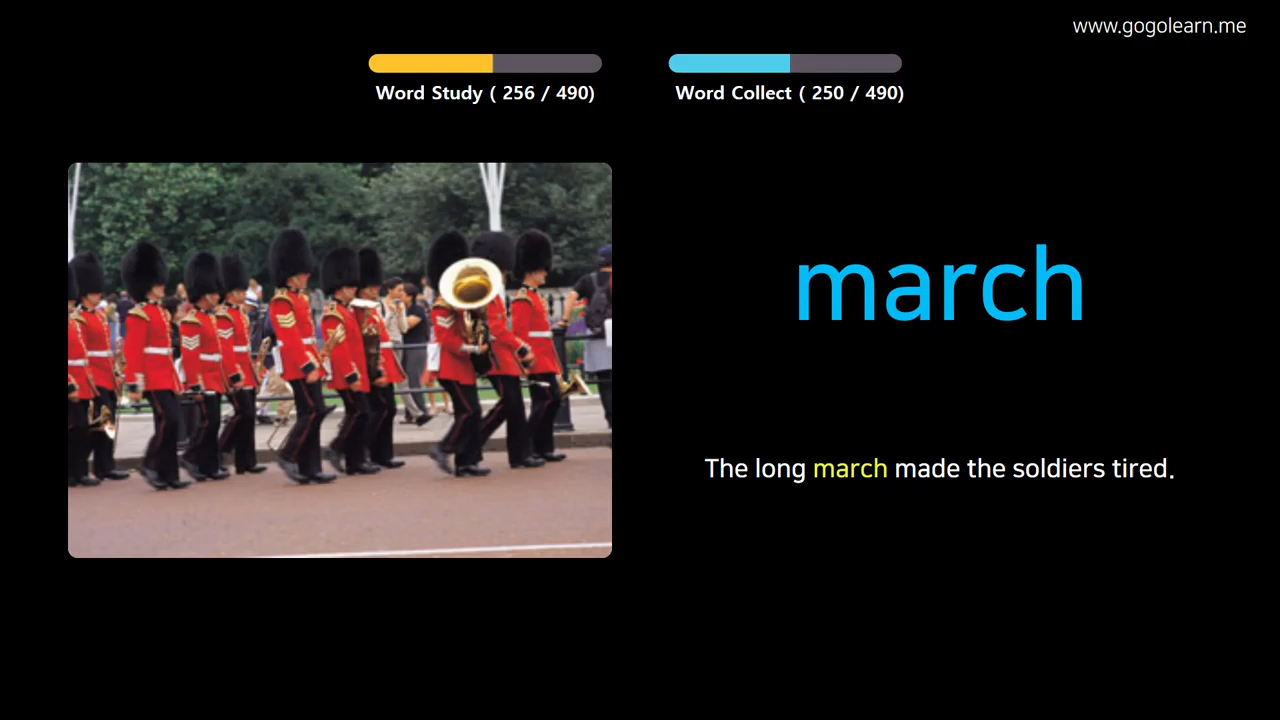 www.gogolearn.me
Word Study ( 256 / 490)
Word Collect ( 250 / 490)
march
The long march made the soldiers tired.